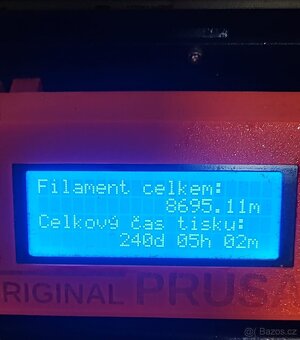 Filament celkem:
8695.11m
Celkový čas tisku:
240d 05h 02m
ORIGINAL PRUSA
Bazos.cz